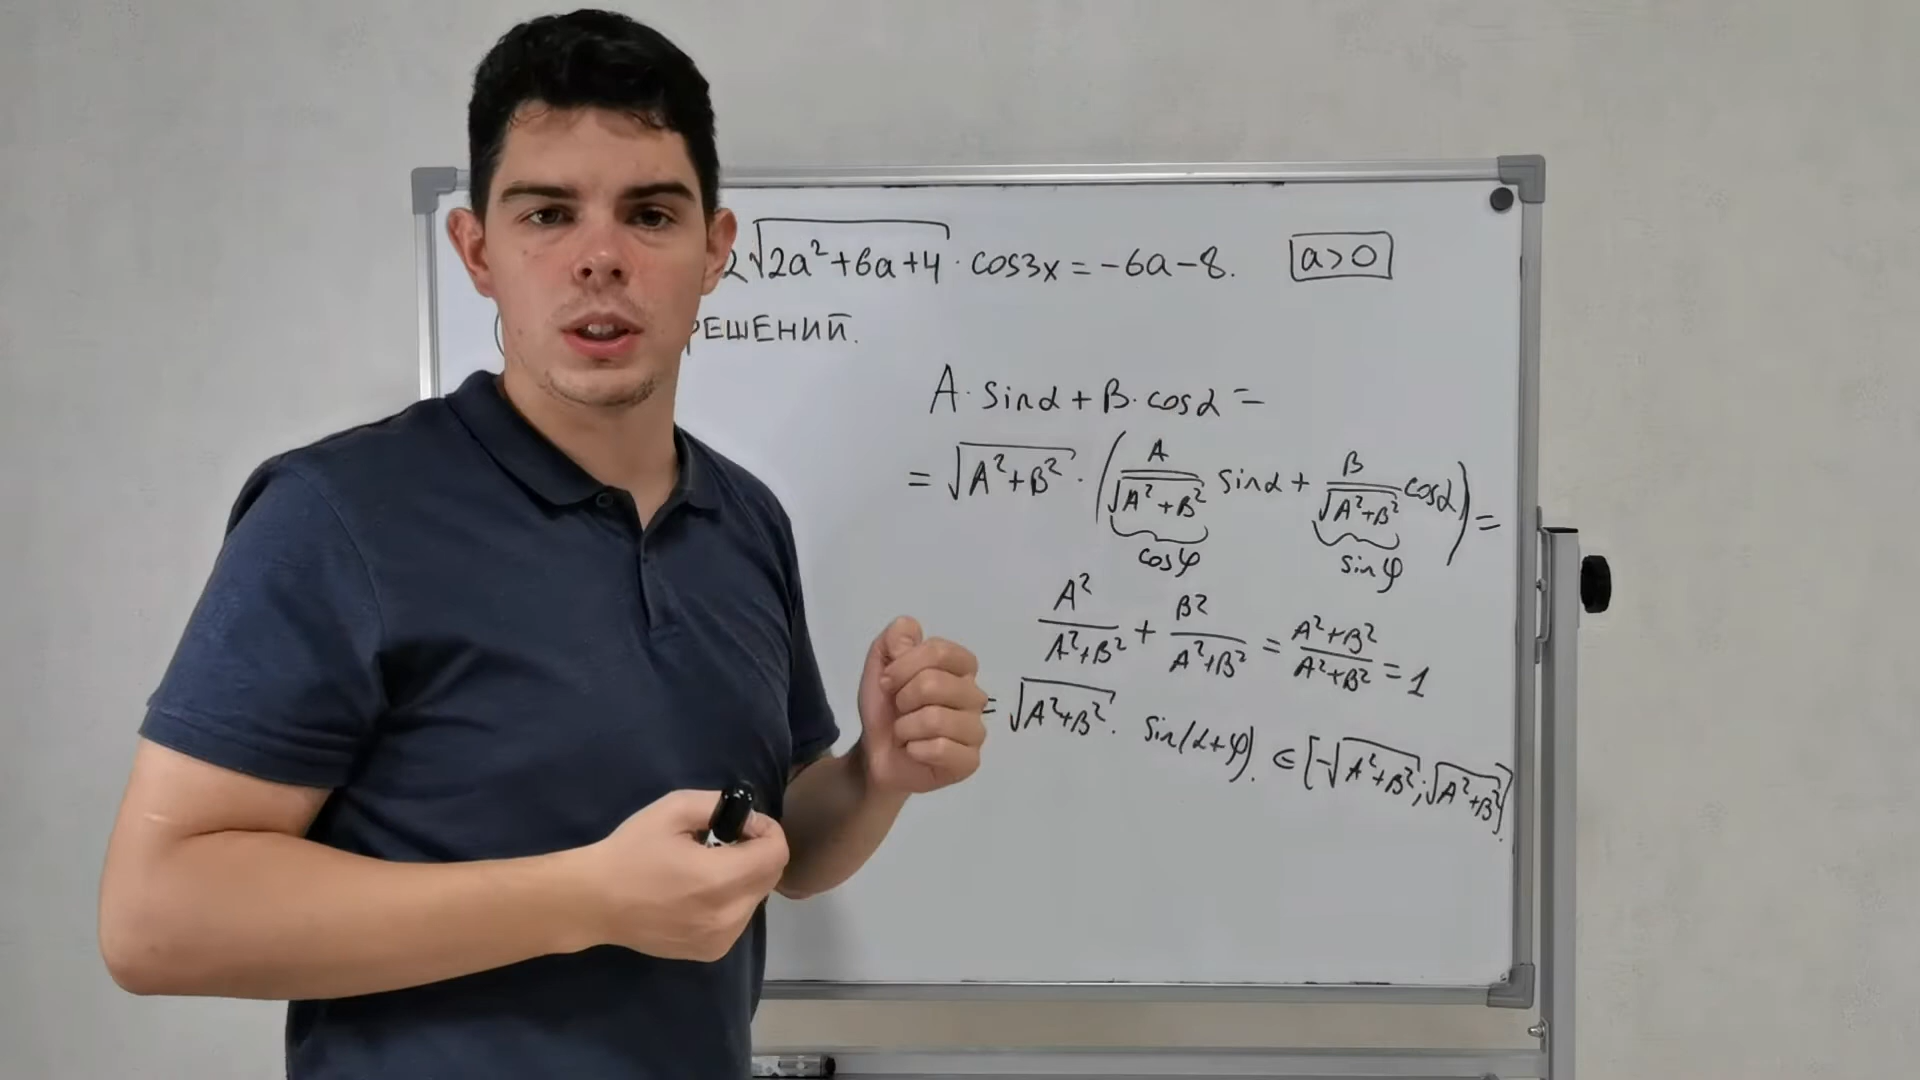 2√(2a²+6a+4) · cos3x = -6a-8. a>0
РЕШЕНИЙ.
A·sinα + B·cosα =
= √(A²+B²) · (A/√(A²+B²) sinα + B/√(A²+B²) cosα) =
cosφ sinφ
A²/(A²+B²) + B²/(A²+B²) = (A²+B²)/(A²+B²) = 1
= √(A²+B²) · sin(α+φ) ∈ [-√(A²+B²); √(A²+B²)].